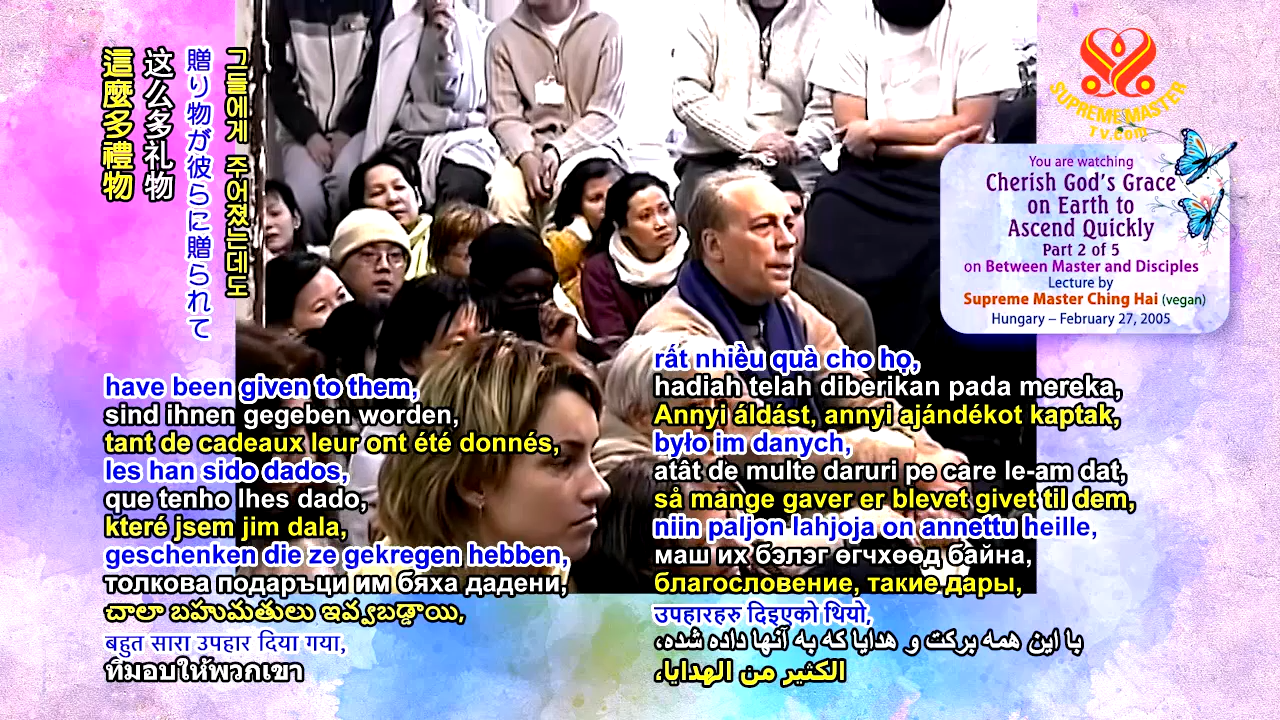 這麼多禮物
这么多礼物
贈り物が彼らに贈られて
그들에게 주어졌는데도
SUPREME MASTER
Tv.com
You are watching
Cherish God's Grace
on Earth to
Ascend Quickly
Part 2 of 5
on Between Master and Disciples
Lecture by
Supreme Master Ching Hai (vegan)
Hungary – February 27, 2005
have been given to them,
sind ihnen gegeben worden,
tant de cadeaux leur ont été donnés,
les han sido dados,
que tenho lhes dado,
které jsem jim dala,
geschenken die ze gekregen hebben,
толкова подаръци им бяха дадени,
చాలా బహుమతులు ఇవ్వబడ్డాయి,
बहुत सारा उपहार दिया गया,
ที่มอบให้พวกเขา
rất nhiều quà cho họ,
hadiah telah diberikan pada mereka,
Annyi áldást, annyi ajándékot kaptak,
było im danych,
atât de multe daruri pe care le-am dat,
så mange gaver er blevet givet til dem,
niin paljon lahjoja on annettu heille,
маш их бэлэг өгчхөөд байна,
благословение, такие дары,
उपहारहरु दिइएको थियो,
با این همه برکت و هدایا که به آنها داده شده،
الكثير من الهدايا،